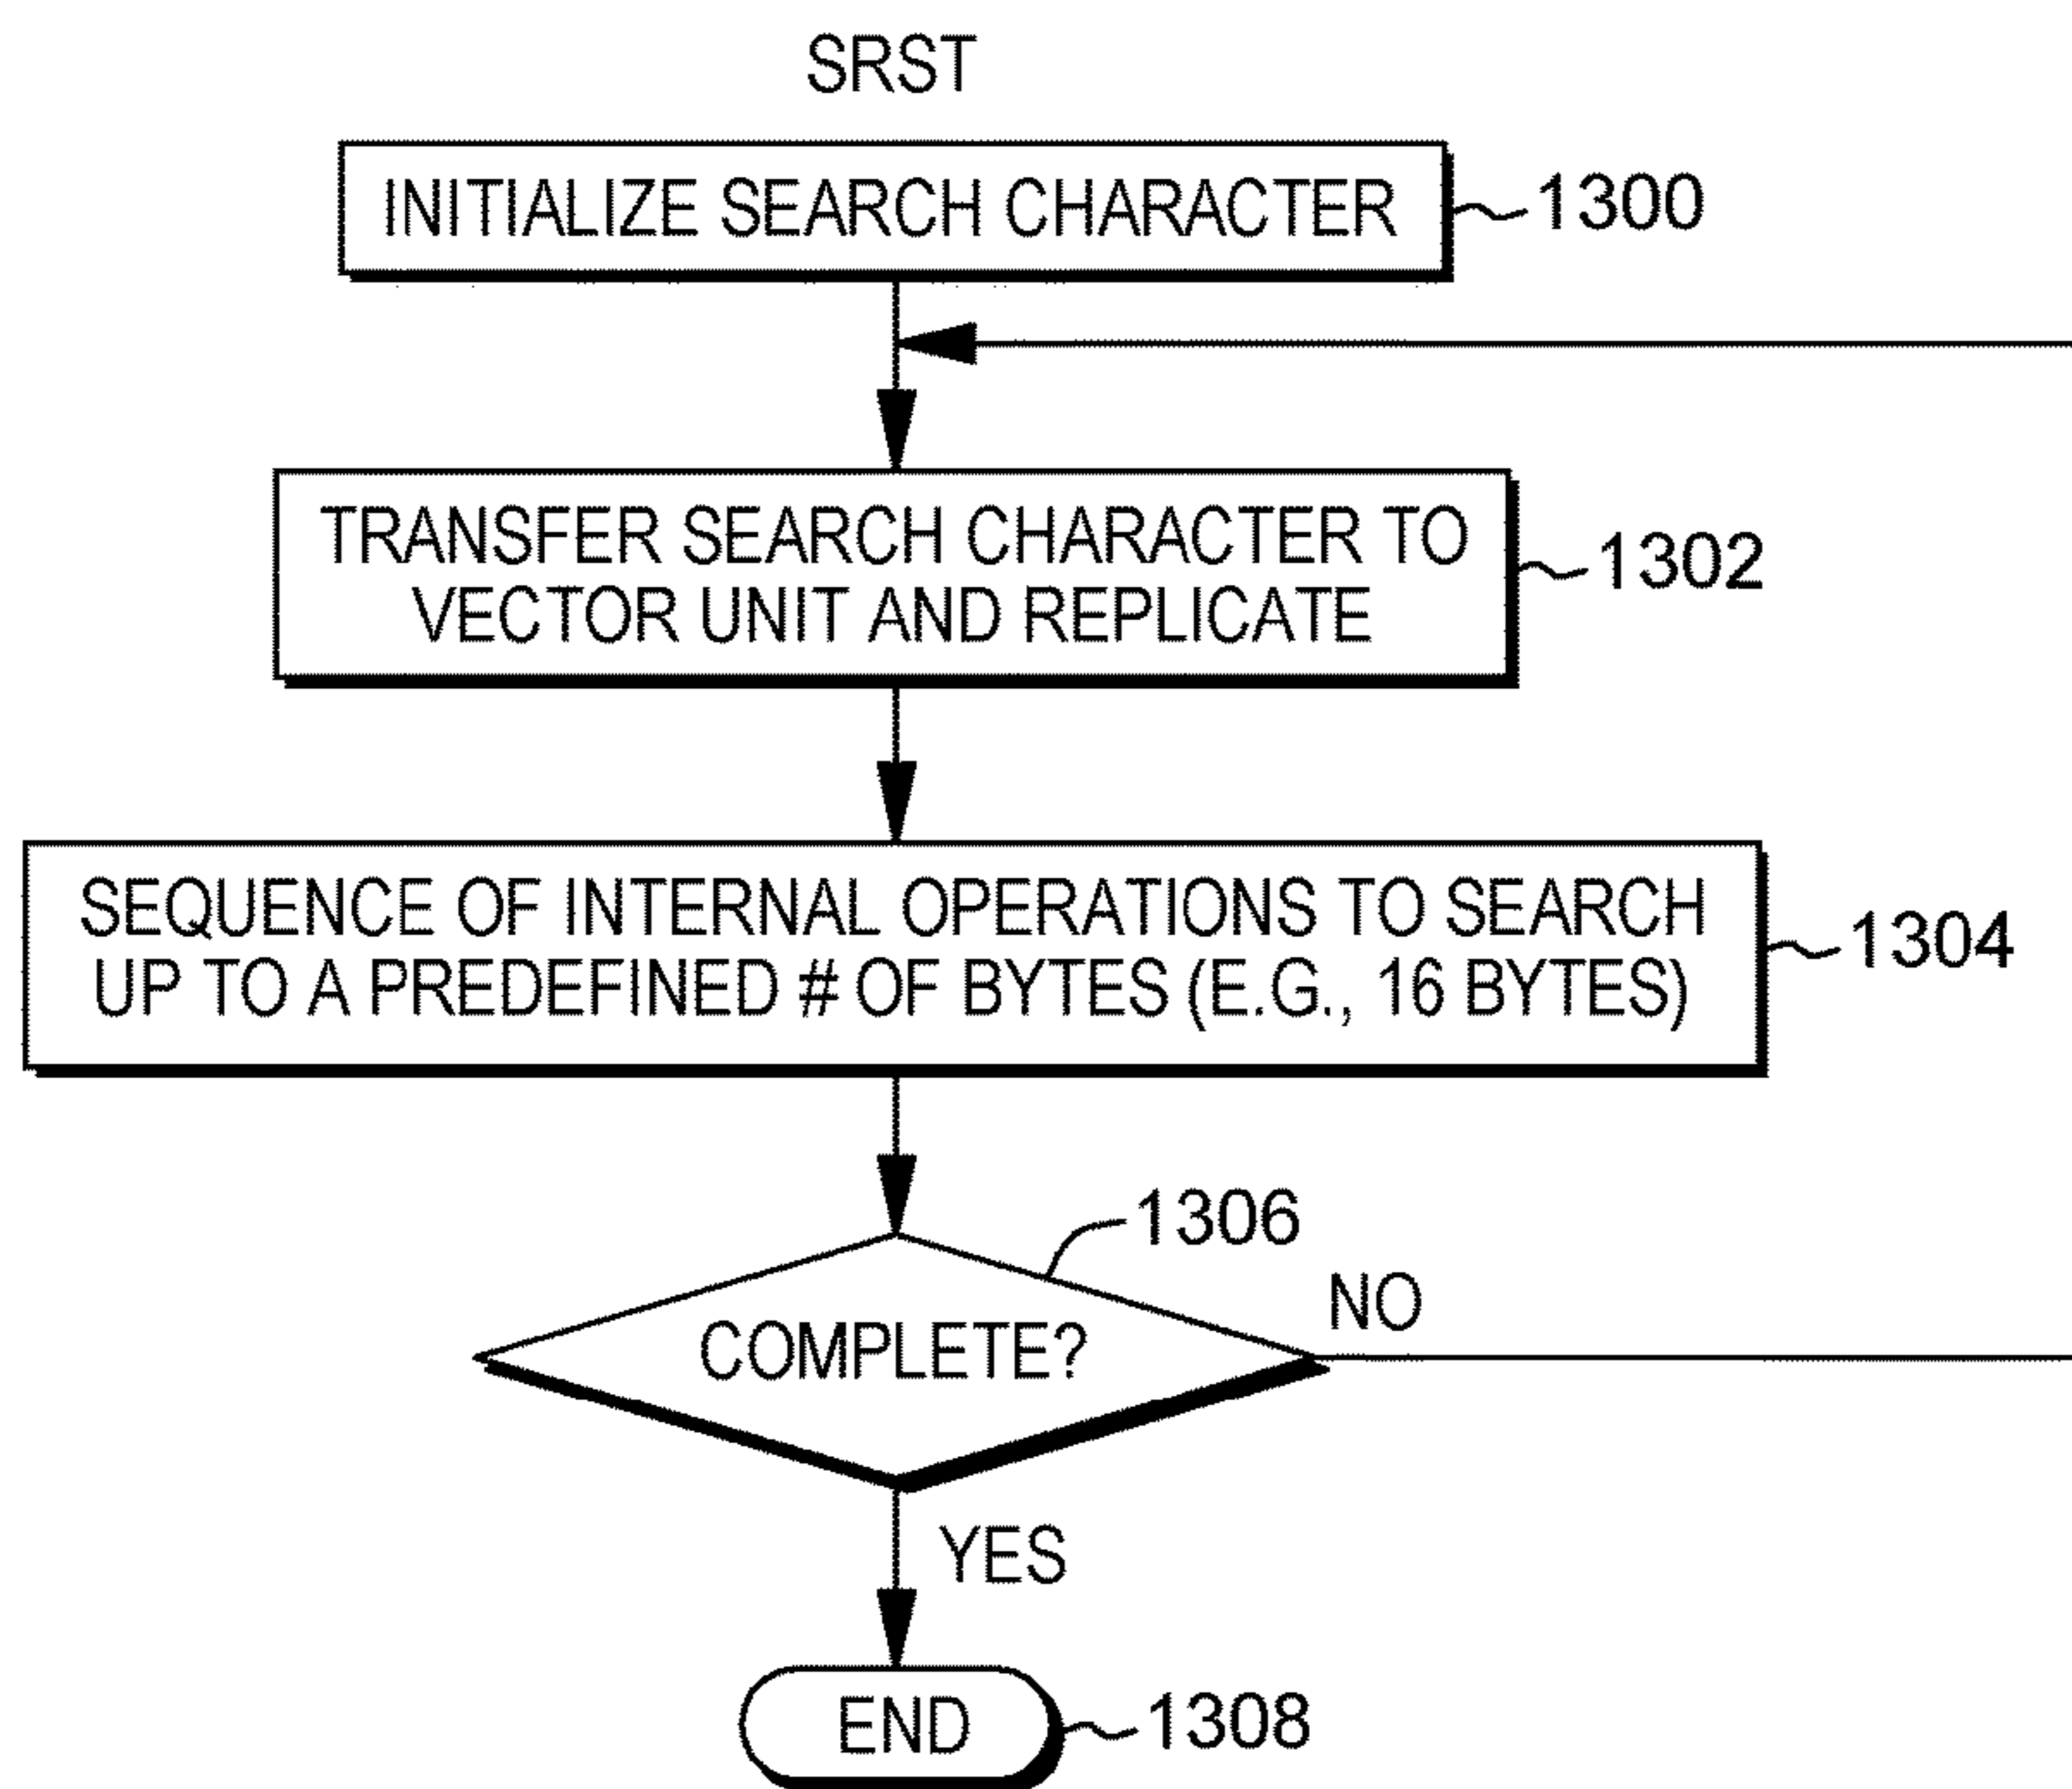 SRST
INITIALIZE SEARCH CHARACTER
1300
TRANSFER SEARCH CHARACTER TO
VECTOR UNIT AND REPLICATE
1302
SEQUENCE OF INTERNAL OPERATIONS TO SEARCH
UP TO A PREDEFINED # OF BYTES (E.G., 16 BYTES)
1304
1306
COMPLETE?
NO
YES
END
1308